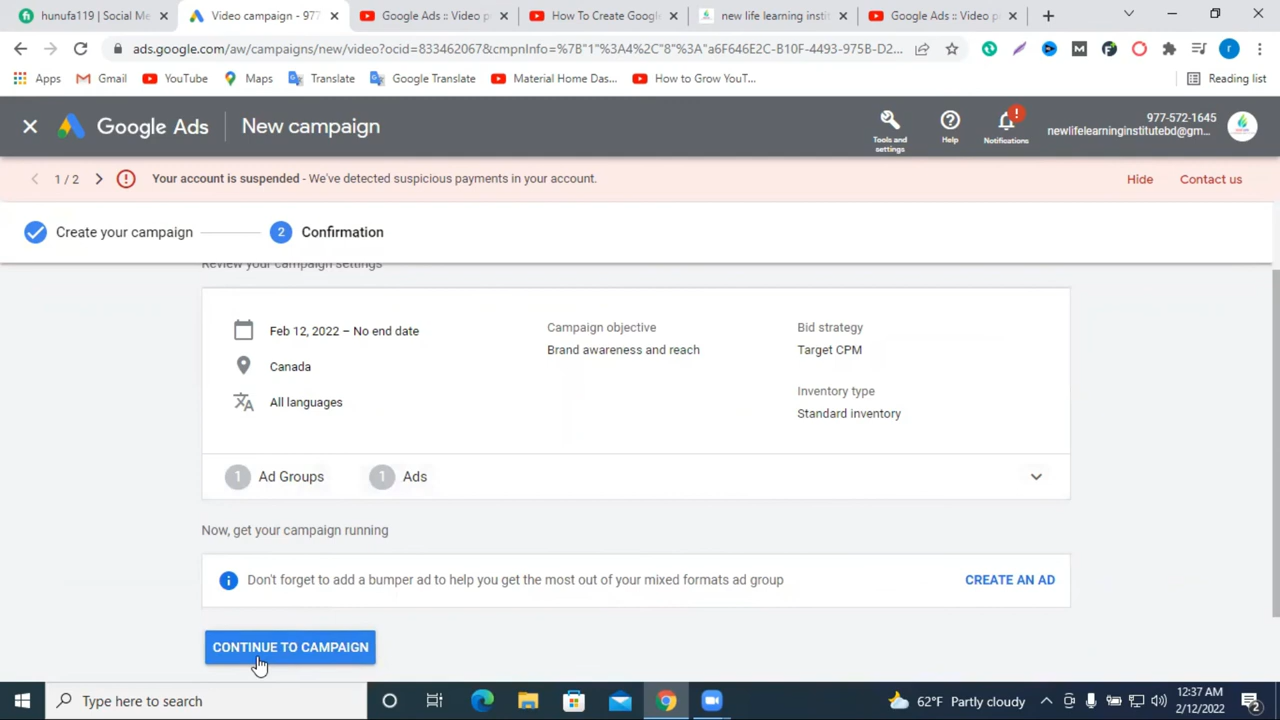 hunufa119 | Social Me
Video campaign - 977
Google Ads :: Video p
How To Create Google
new life learning insti
Google Ads :: Video p
ads.google.com/aw/campaigns/new/video?ocid=833462067&cmpnInfo=%7B"1"%3A4%2C"8"%3A"a6F646E2C-B10F-4493-975B-D2...
Apps
Gmail
YouTube
Maps
Translate
Google Translate
Material Home Das...
How to Grow YouT...
Reading list
Google Ads
New campaign
Tools and settings
Help
Notifications
977-572-1645
newlifelearninginstitutebd@gm...
1 / 2
Your account is suspended - We've detected suspicious payments in your account.
Hide
Contact us
Create your campaign
2 Confirmation
Review your campaign settings
Feb 12, 2022 – No end date
Canada
All languages
Campaign objective
Brand awareness and reach
Bid strategy
Target CPM
Inventory type
Standard inventory
1 Ad Groups
1 Ads
Now, get your campaign running
Don't forget to add a bumper ad to help you get the most out of your mixed formats ad group
CREATE AN AD
CONTINUE TO CAMPAIGN
Type here to search
62°F Partly cloudy
12:37 AM
2/12/2022
2